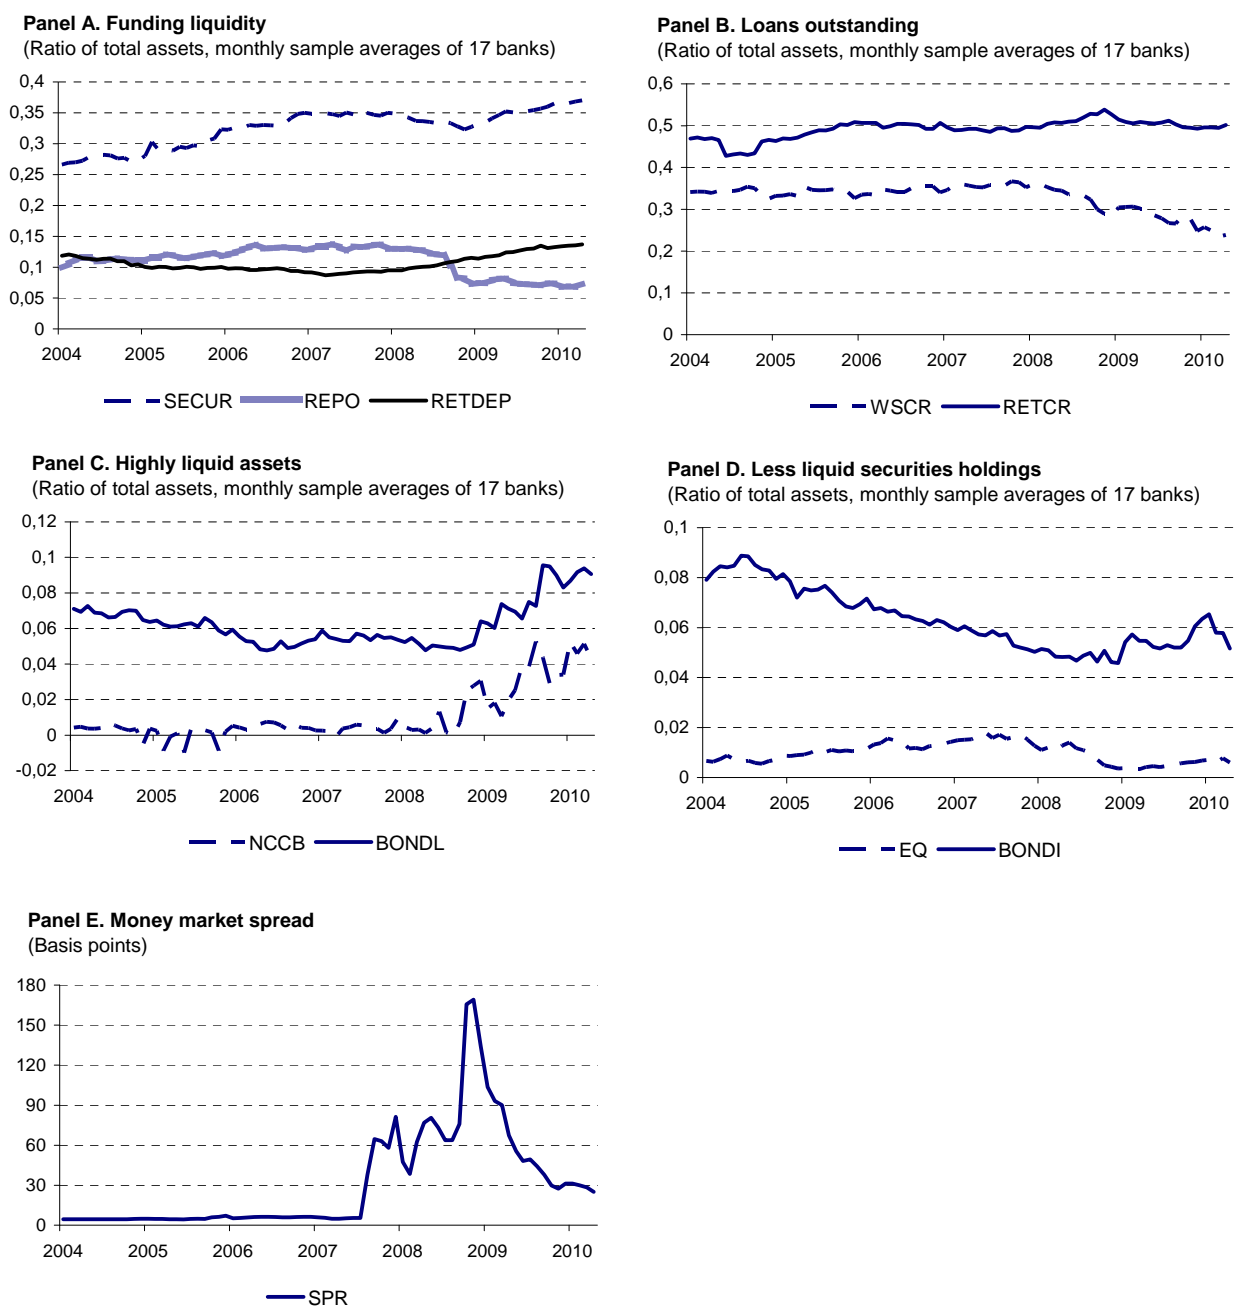 Panel A. Funding liquidity
(Ratio of total assets, monthly sample averages of 17 banks)
0,4
0,35
0,3
0,25
0,2
0,15
0,1
0,05
0
2004 2005 2006 2007 2008 2009 2010
SECUR REPO RETDEP
Panel B. Loans outstanding
(Ratio of total assets, monthly sample averages of 17 banks)
0,6
0,5
0,4
0,3
0,2
0,1
0
2004 2005 2006 2007 2008 2009 2010
WSCR RETCR
Panel C. Highly liquid assets
(Ratio of total assets, monthly sample averages of 17 banks)
0,12
0,1
0,08
0,06
0,04
0,02
0
-0,02
2004 2005 2006 2007 2008 2009 2010
NCCB BONDL
Panel D. Less liquid securities holdings
(Ratio of total assets, monthly sample averages of 17 banks)
0,1
0,08
0,06
0,04
0,02
0
2004 2005 2006 2007 2008 2009 2010
EQ BONDI
Panel E. Money market spread
(Basis points)
180
150
120
90
60
30
0
2004 2005 2006 2007 2008 2009 2010
SPR